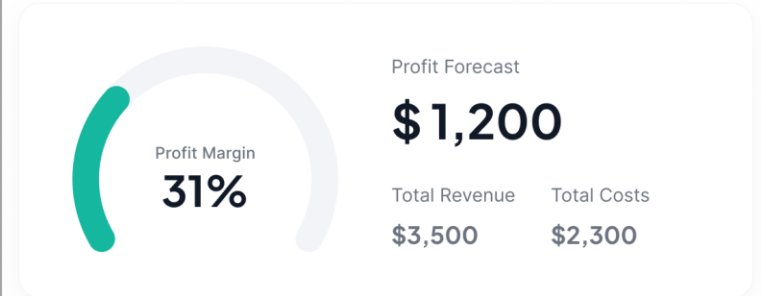 Profit Margin
31%
Profit Forecast
$ 1,200
Total Revenue
Total Costs
$3,500
$2,300